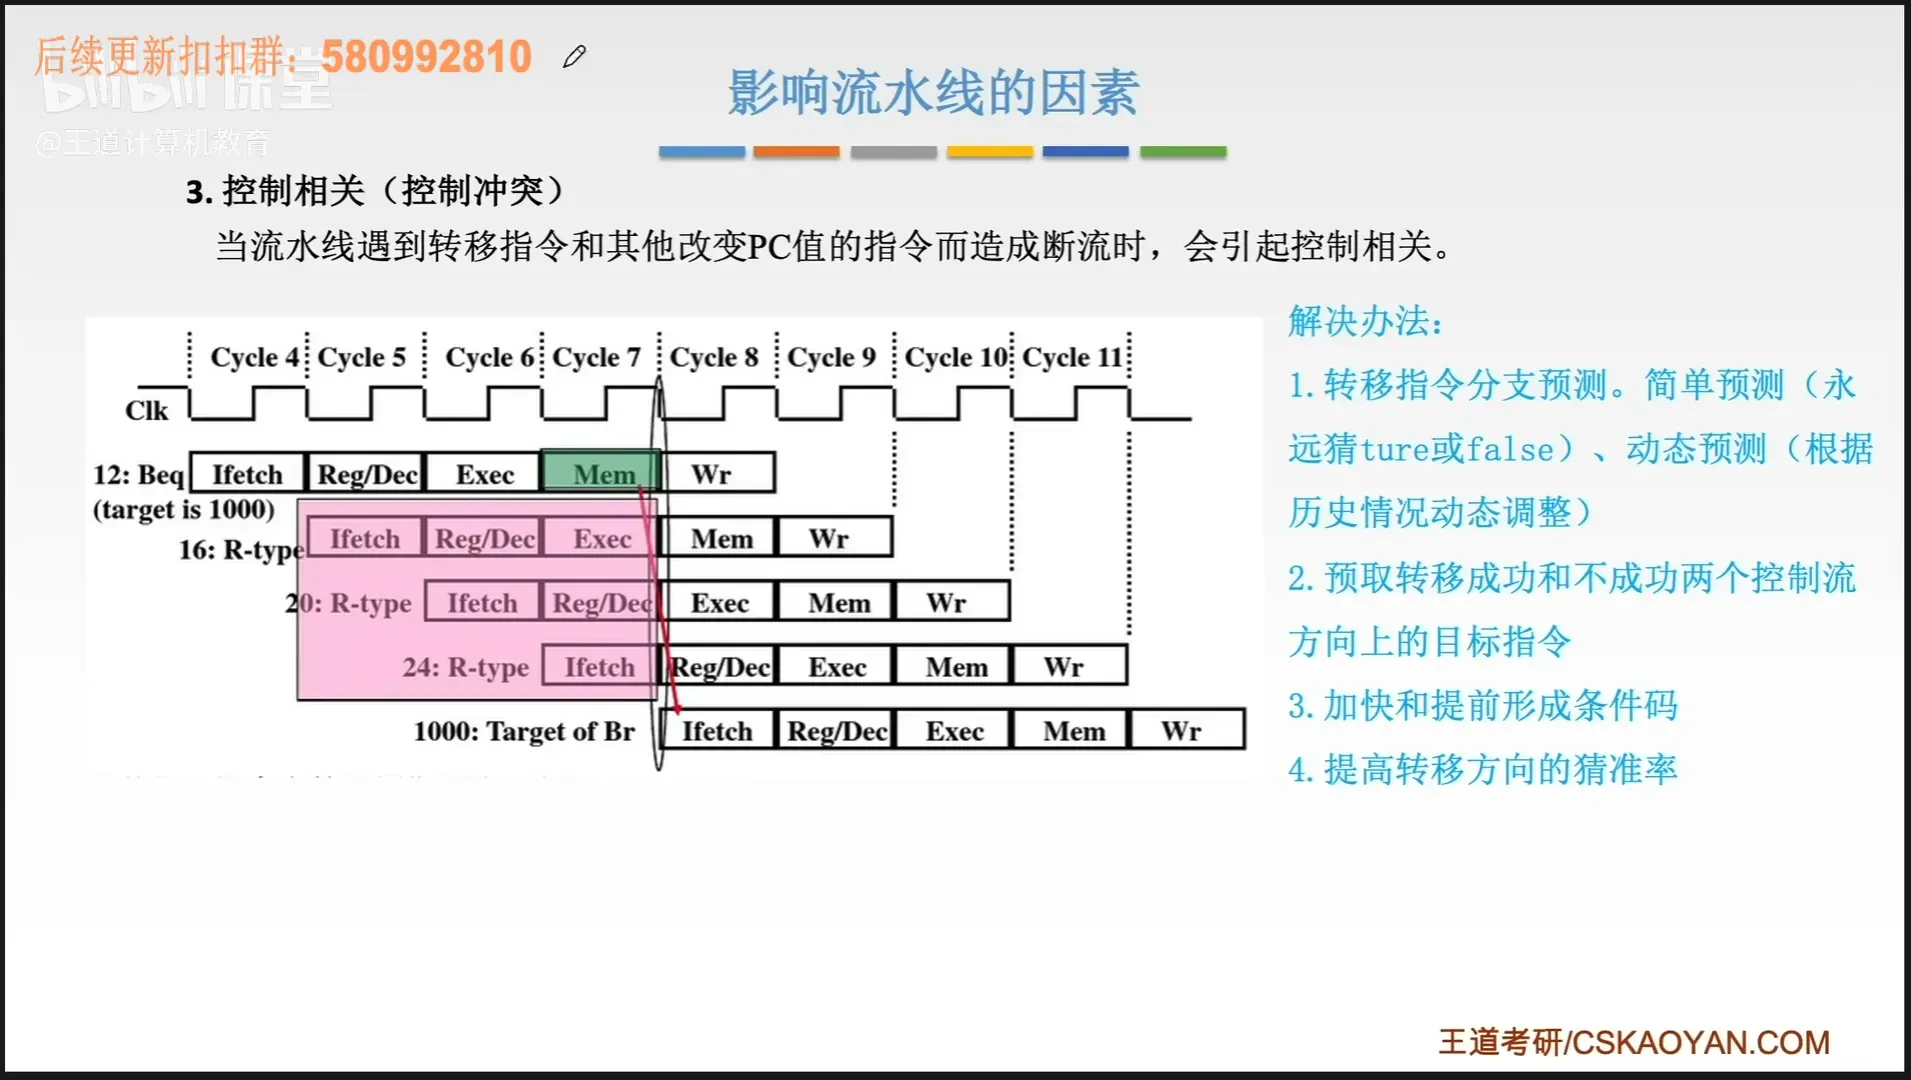 后续更新扣扣群：580992810
bilibili 课堂
@王道计算机教育
影响流水线的因素
3. 控制相关（控制冲突）
当流水线遇到转移指令和其他改变PC值的指令而造成断流时，会引起控制相关。
Cycle 4 Cycle 5 Cycle 6 Cycle 7 Cycle 8 Cycle 9 Cycle 10 Cycle 11
Clk
12: Beq Ifetch Reg/Dec Exec Mem Wr
(target is 1000)
16: R-type Ifetch Reg/Dec Exec Mem Wr
20: R-type Ifetch Reg/Dec Exec Mem Wr
24: R-type Ifetch Reg/Dec Exec Mem Wr
1000: Target of Br Ifetch Reg/Dec Exec Mem Wr
解决办法：
1.转移指令分支预测。简单预测（永
远猜ture或false）、动态预测（根据
历史情况动态调整）
2.预取转移成功和不成功两个控制流
方向上的目标指令
3.加快和提前形成条件码
4.提高转移方向的猜准率
王道考研/CSKAOYAN.COM